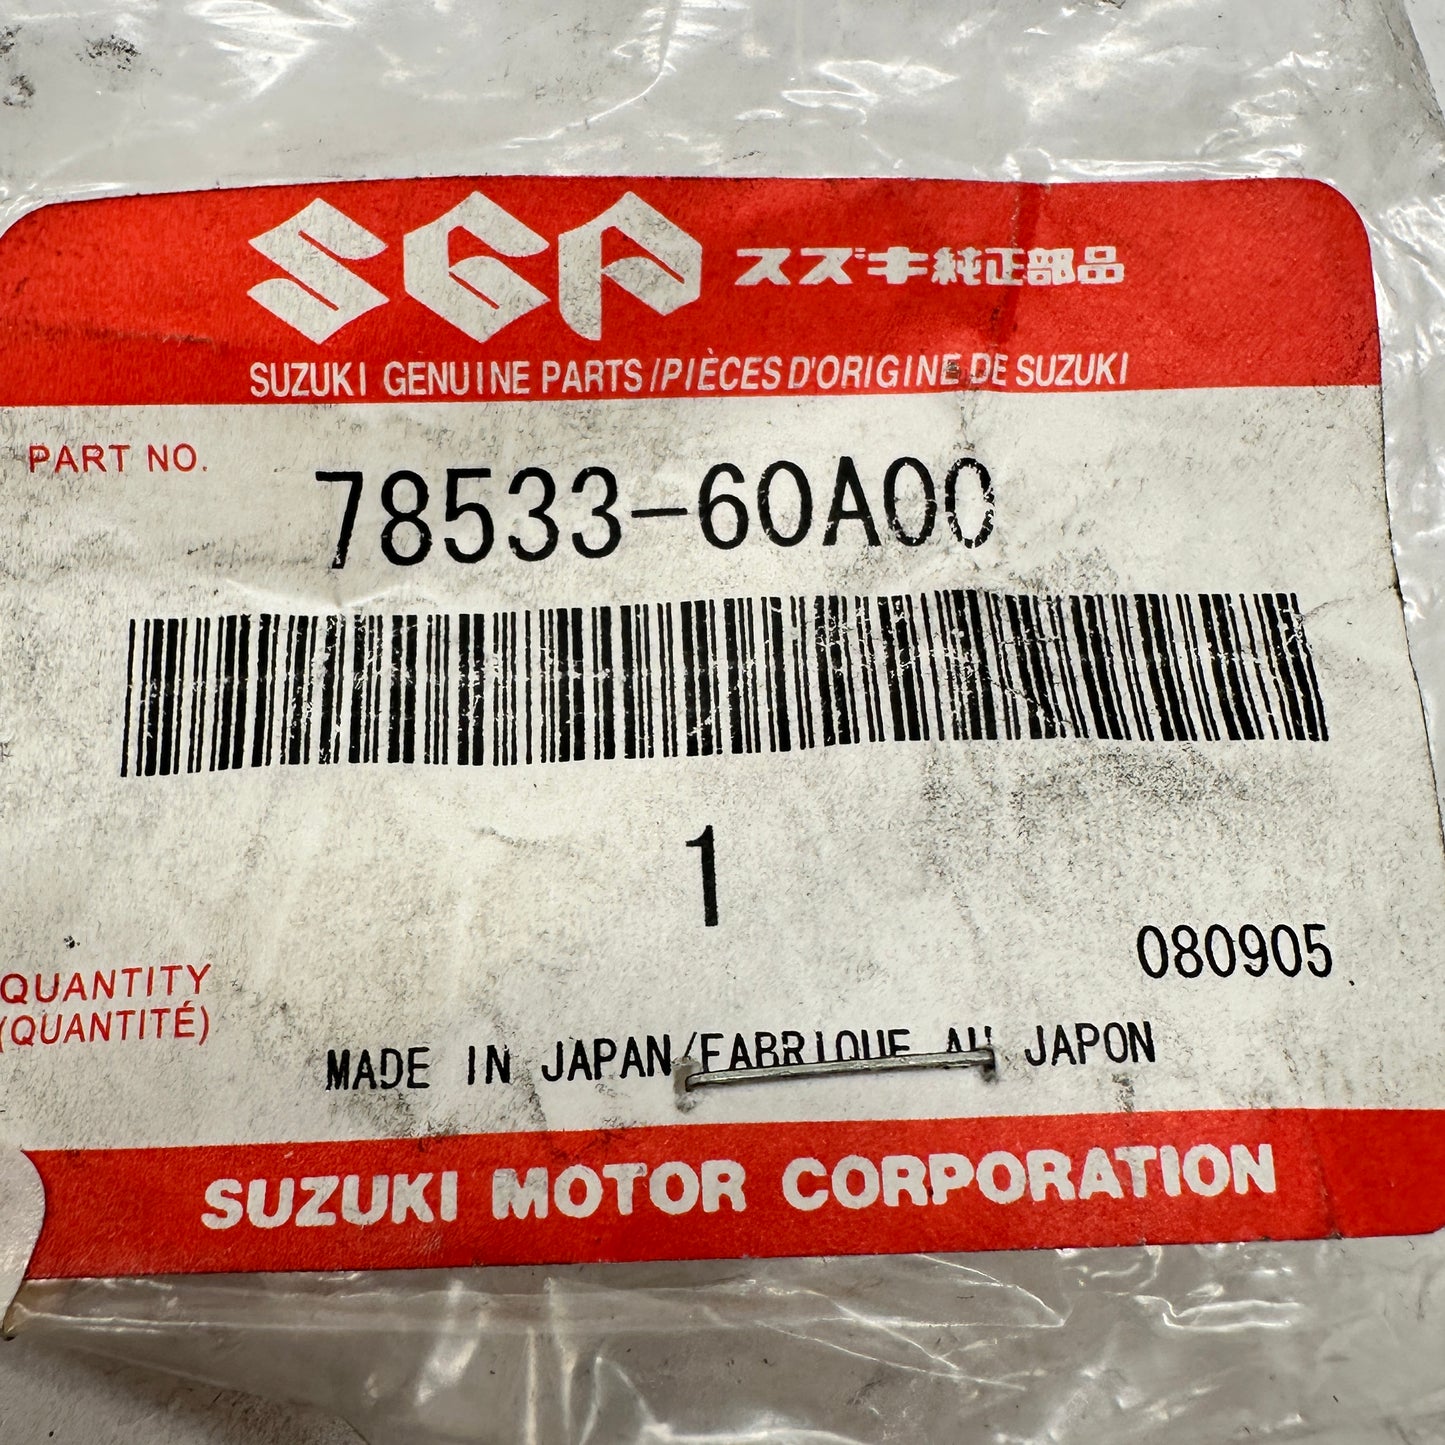 SGP スズキ純正部品
SUZUKI GENUINE PARTS/PIÈCES D'ORIGINE DE SUZUKI
PART NO.
78533-60A00
1
080905
QUANTITY
(QUANTITÉ)
MADE IN JAPAN/FABRIQUE AU JAPON
SUZUKI MOTOR CORPORATION